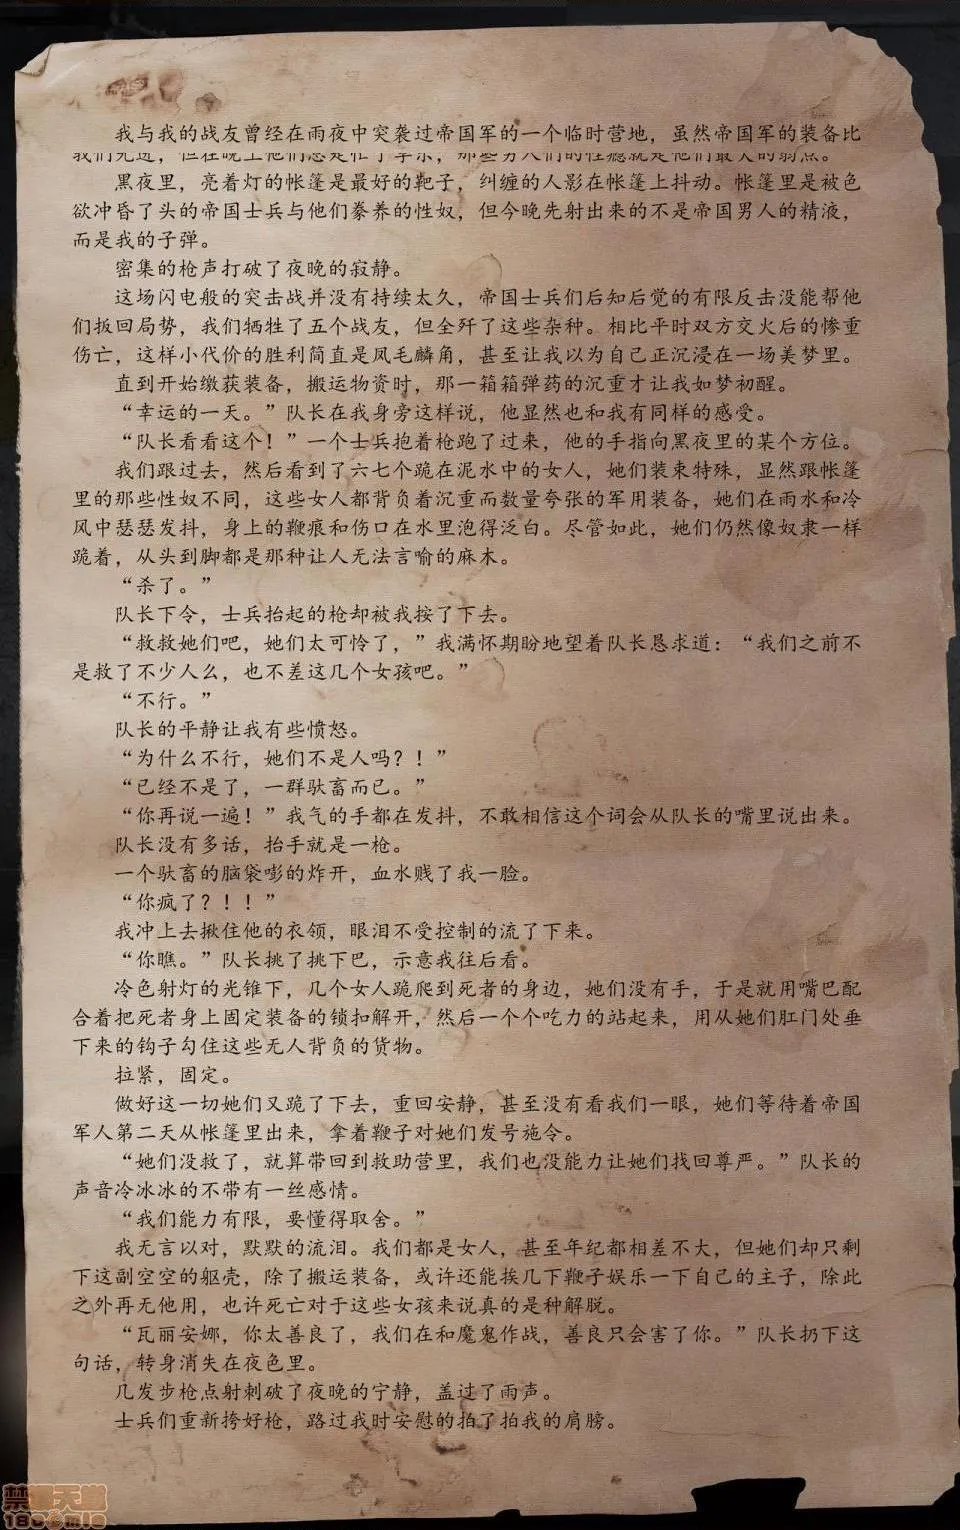 我与我的战友曾经在雨夜中突袭过帝国军的一个临时营地，虽然帝国军的装备比
我们先进，但在晚上他们总是忙于享乐，那些男人们的性瘾就是他们最大的弱点。
黑夜里，亮着灯的帐篷是最好的靶子，纠缠的人影在帐篷上抖动。帐篷里是被色
欲冲昏了头的帝国士兵与他们豢养的性奴，但今晚先射出来的不是帝国男人的精液，
而是我的子弹。
密集的枪声打破了夜晚的寂静。
这场闪电般的突击战并没有持续太久，帝国士兵们后知后觉的有限反击没能帮他
们扳回局势，我们牺牲了五个战友，但全歼了这些杂种。相比平时双方交火后的惨重
伤亡，这样小代价的胜利简直是凤毛麟角，甚至让我以为自己正沉浸在一场美梦里。
直到开始缴获装备，搬运物资时，那一箱箱弹药的沉重才让我如梦初醒。
“幸运的一天。”队长在我身旁这样说，他显然也和我有同样的感受。
“队长看看这个！”一个士兵抱着枪跑了过来，他的手指向黑夜里的某个方位。
我们跟过去，然后看到了六七个跪在泥水中的女人，她们装束特殊，显然跟帐篷
里的那些性奴不同，这些女人都背负着沉重而数量夸张的军用装备，她们在雨水和冷
风中瑟瑟发抖，身上的鞭痕和伤口在水里泡得泛白。尽管如此，她们仍然像奴隶一样
跪着，从头到脚都是那种让人无法言喻的麻木。
“杀了。”
队长下令，士兵抬起的枪却被我按了下去。
“救救她们吧，她们太可怜了，”我满怀期盼地望着队长恳求道：“我们之前不
是救了不少人么，也不差这几个女孩吧。”
“不行。”
队长的平静让我有些愤怒。
“为什么不行，她们不是人吗？！”
“已经不是了，一群驮畜而已。”
“你再说一遍！”我气的手都在发抖，不敢相信这个词会从队长的嘴里说出来。
队长没有多话，抬手就是一枪。
一个驮畜的脑袋嘭的炸开，血水贱了我一脸。
“你疯了？！！”
我冲上去揪住他的衣领，眼泪不受控制的流了下来。
“你瞧。”队长挑了挑下巴，示意我往后看。
冷色射灯的光锥下，几个女人跪爬到死者的身边，她们没有手，于是就用嘴巴配
合着把死者身上固定装备的锁扣解开，然后一个个吃力的站起来，用从她们肛门处垂
下来的钩子勾住这些无人背负的货物。
拉紧，固定。
做好这一切她们又跪了下去，重回安静，甚至没有看我们一眼，她们等待着帝国
军人第二天从帐篷里出来，拿着鞭子对她们发号施令。
“她们没救了，就算带回到救助营里，我们也没能力让她们找回尊严。”队长的
声音冷冰冰的不带有一丝感情。
“我们能力有限，要懂得取舍。”
我无言以对，默默的流泪。我们都是女人，甚至年纪都相差不大，但她们却只剩
下这副空空的躯壳，除了搬运装备，或许还能挨几下鞭子娱乐一下自己的主子，除此
之外再无他用，也许死亡对于这些女孩来说真的是种解脱。
“瓦丽安娜，你太善良了，我们在和魔鬼作战，善良只会害了你。”队长扔下这
句话，转身消失在夜色里。
几发步枪点射刺破了夜晚的宁静，盖过了雨声。
士兵们重新挎好枪，路过我时安慰的拍了拍我的肩膀。
禁漫天堂